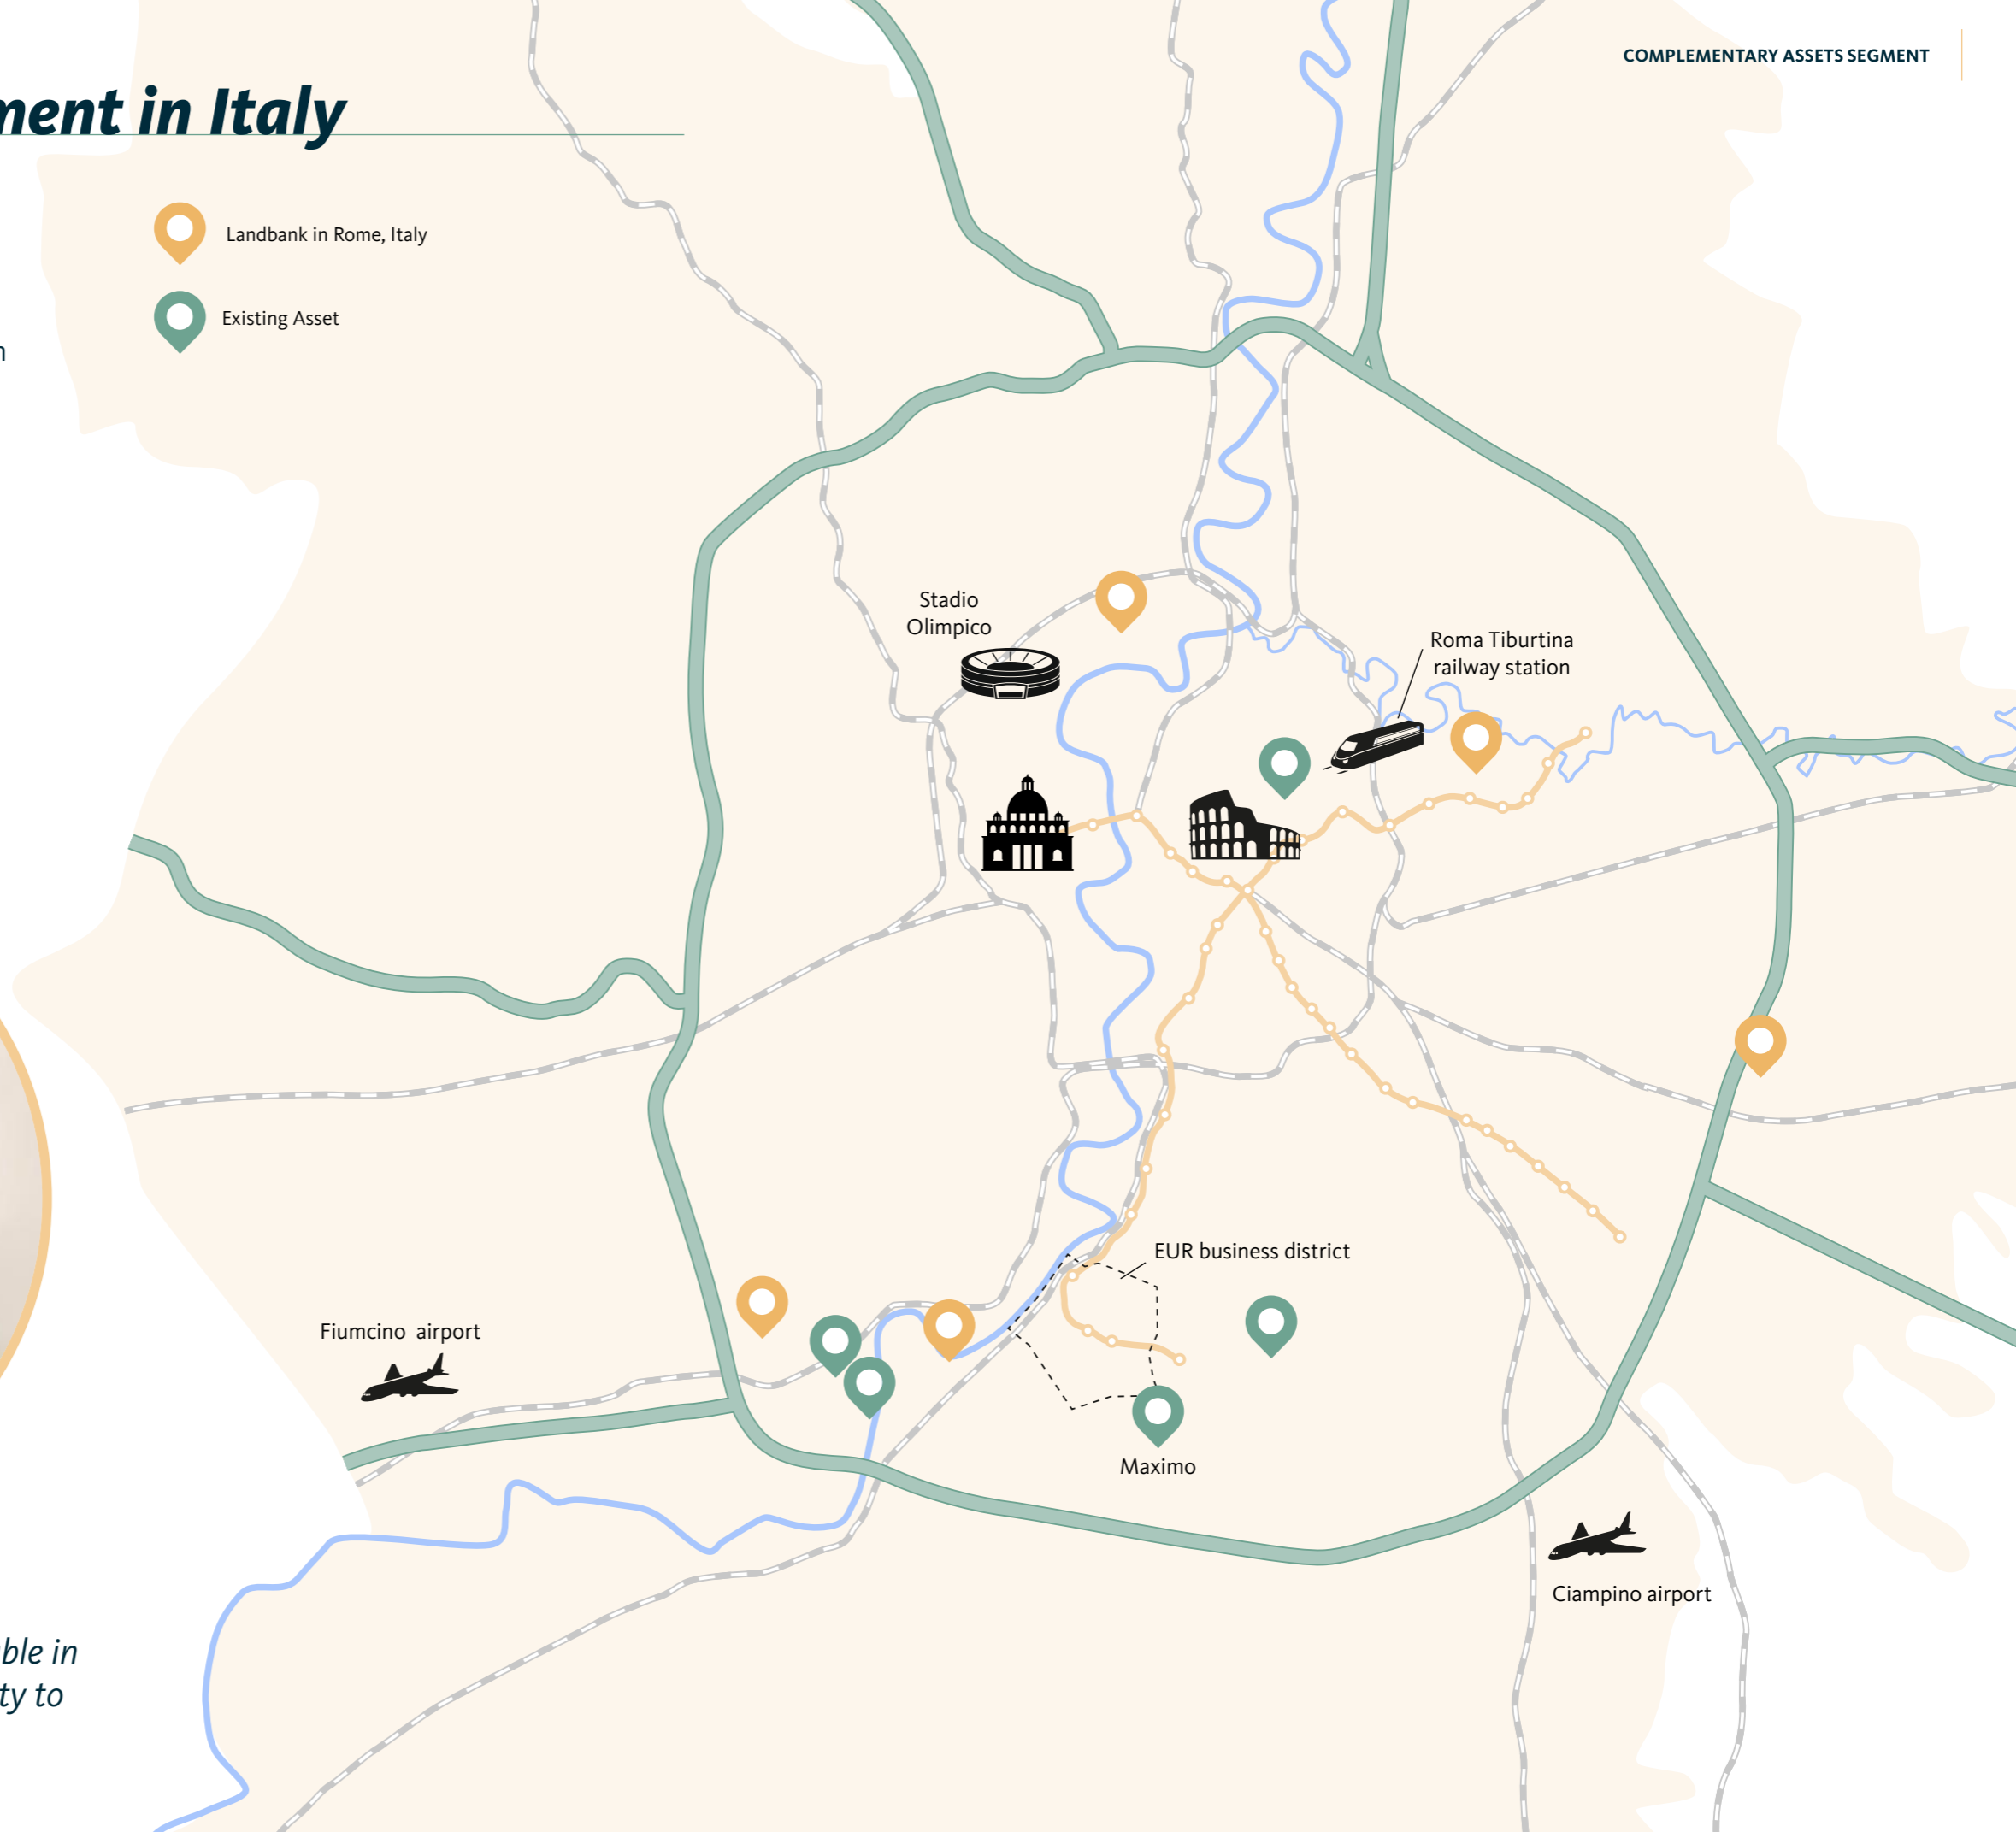 COMPLEMENTARY ASSETS SEGMENT
ment in Italy
Landbank in Rome, Italy
Existing Asset
n
Stadio
Olimpico
Roma Tiburtina
railway station
EUR business district
Fiumcino airport
Maximo
Ciampino airport
ble in
ty to